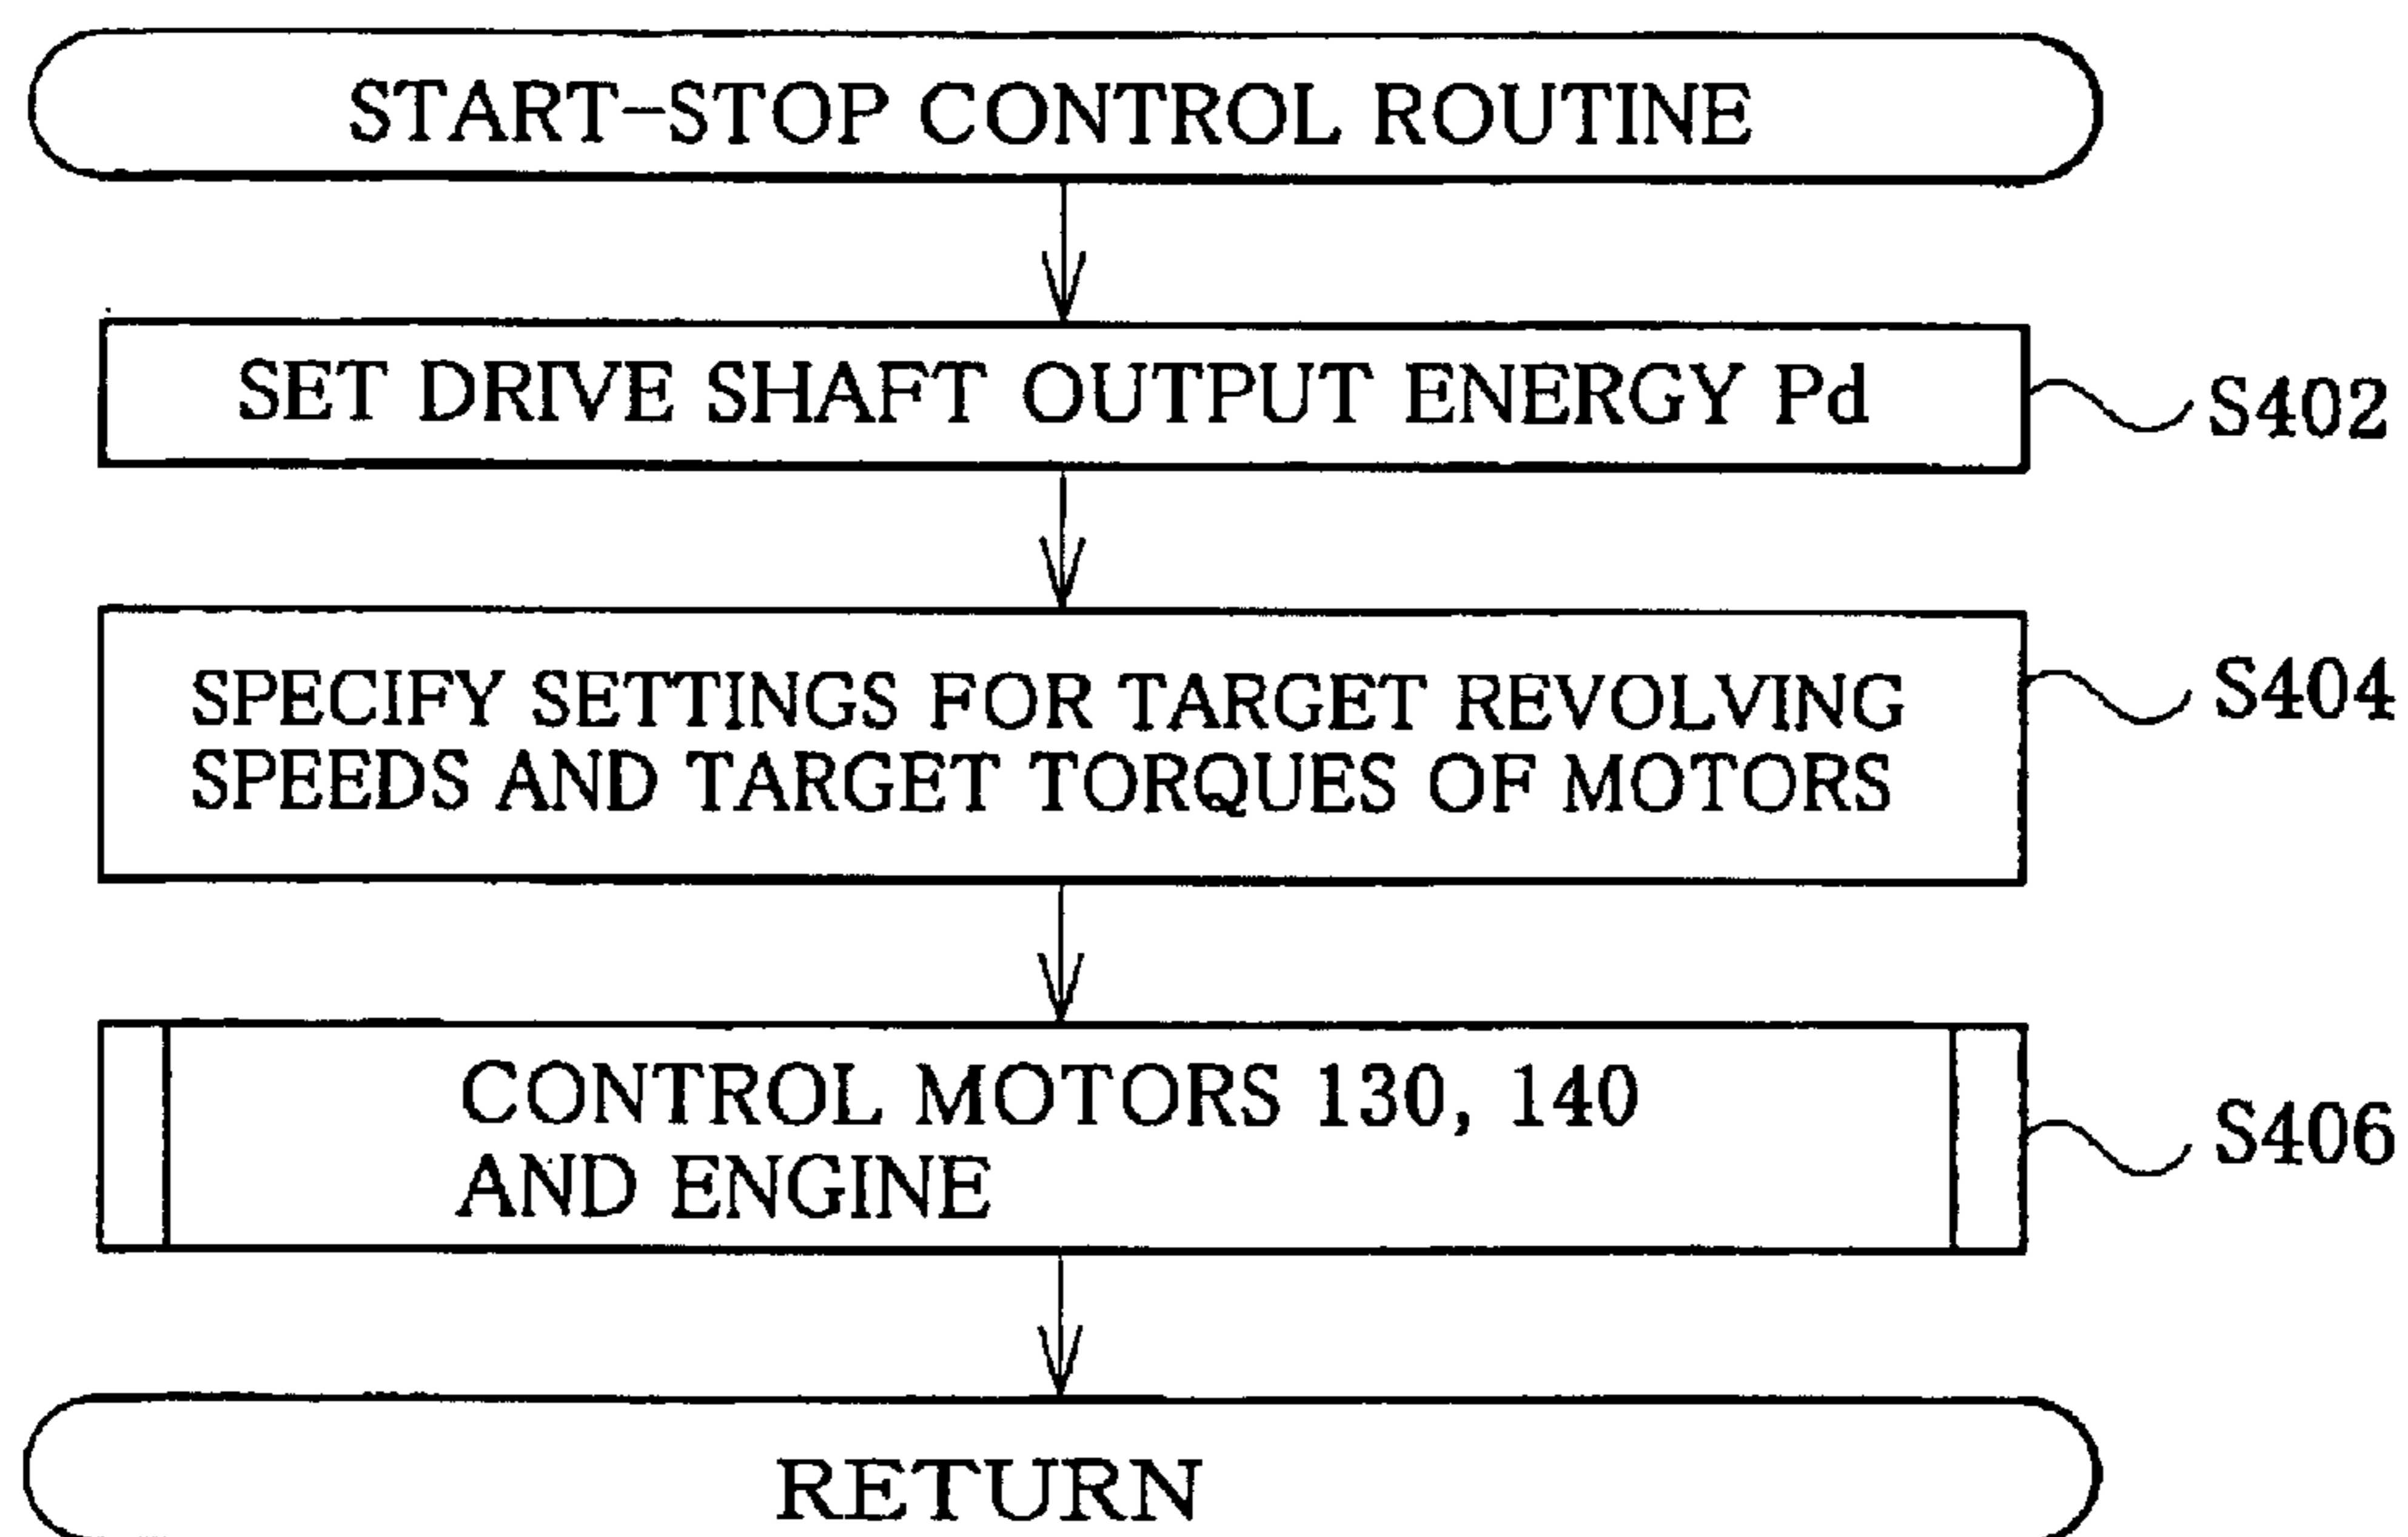 START-STOP CONTROL ROUTINE
SET DRIVE SHAFT OUTPUT ENERGY Pd
S402
SPECIFY SETTINGS FOR TARGET REVOLVING
SPEEDS AND TARGET TORQUES OF MOTORS
S404
CONTROL MOTORS 130, 140
AND ENGINE
S406
RETURN